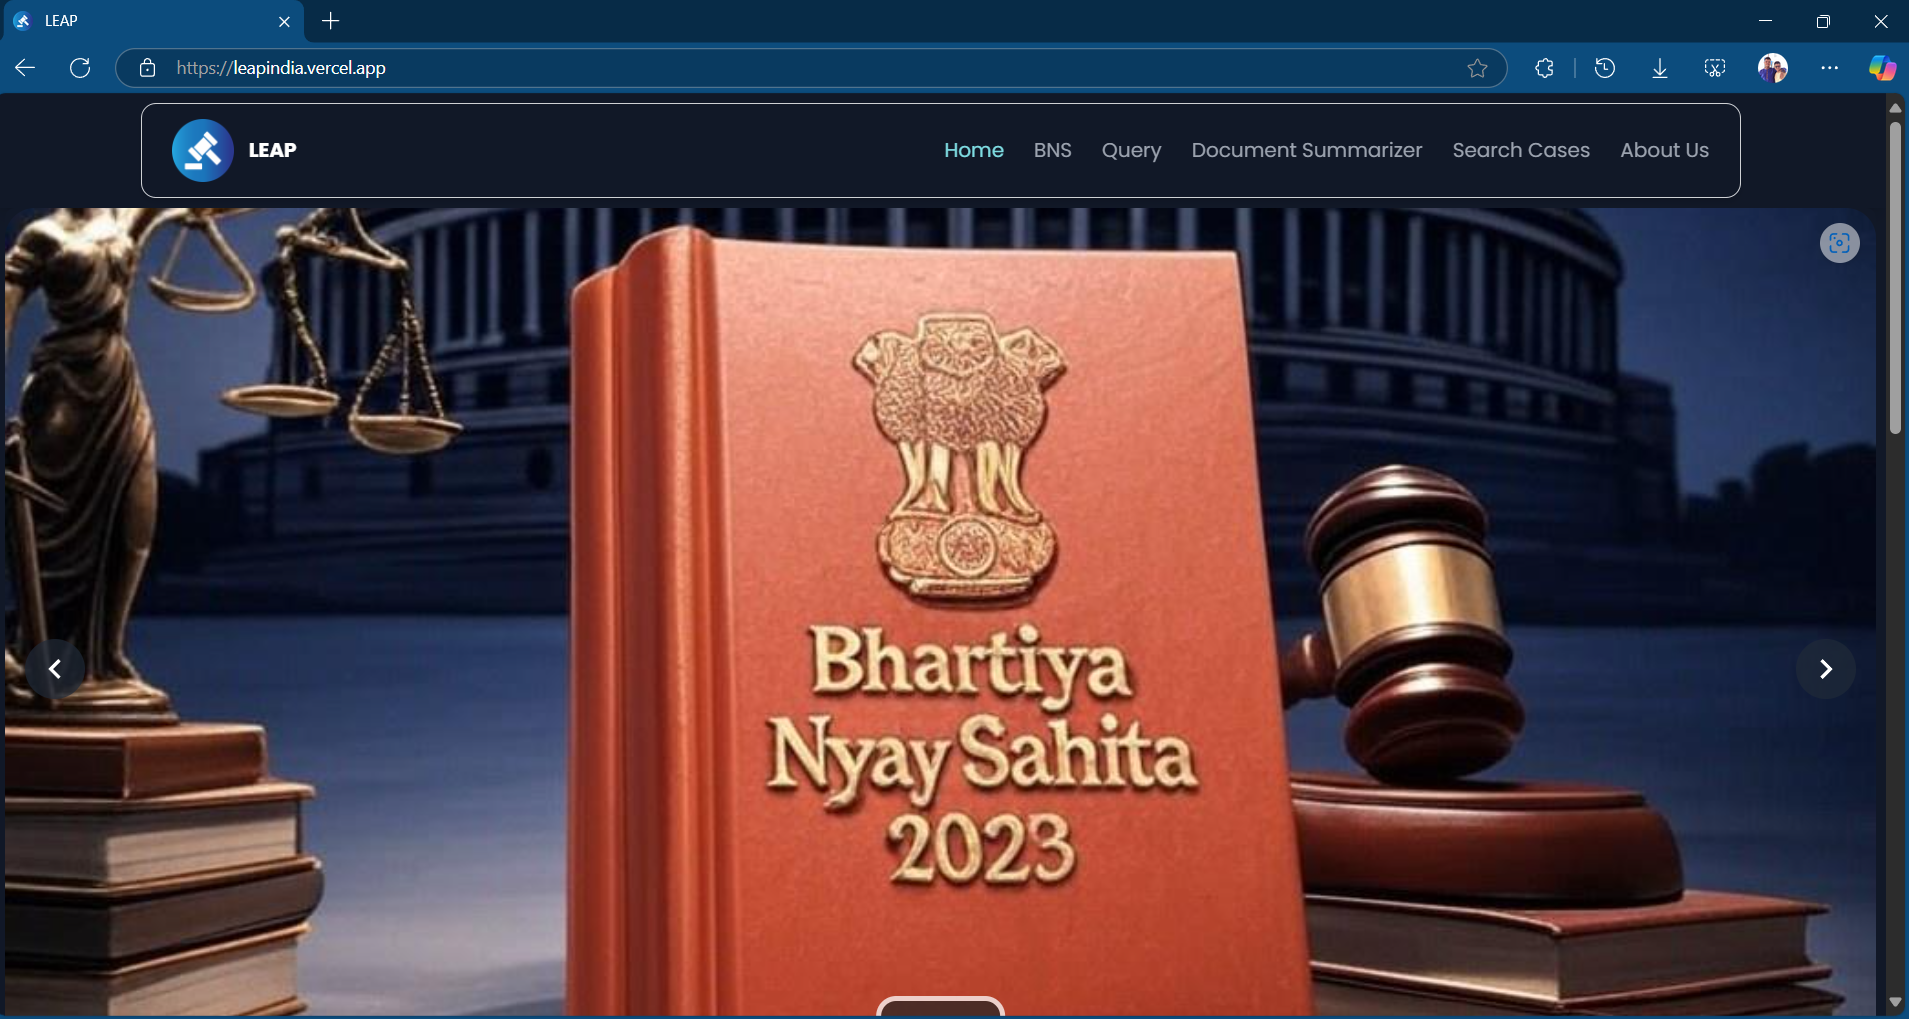 LEAP
https://leapindia.vercel.app
LEAP
Home BNS Query Document Summarizer Search Cases About Us
Bhartiya
Nyay Sahita
2023